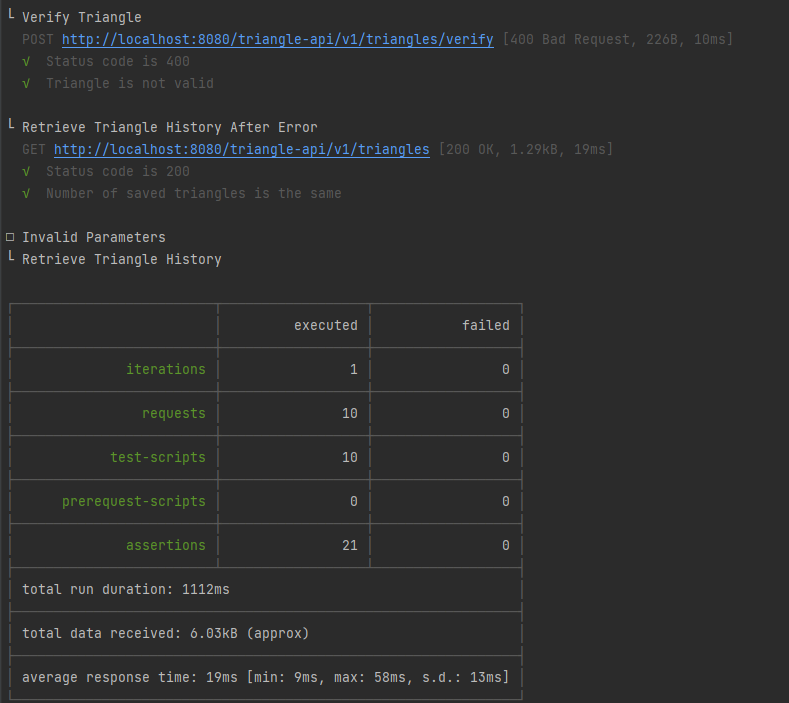 └ Verify Triangle
POST http://localhost:8080/triangle-api/v1/triangles/verify [400 Bad Request, 226B, 10ms]
√ Status code is 400
√ Triangle is not valid
└ Retrieve Triangle History After Error
GET http://localhost:8080/triangle-api/v1/triangles [200 OK, 1.29kB, 19ms]
√ Status code is 200
√ Number of saved triangles is the same
□ Invalid Parameters
└ Retrieve Triangle History
executed failed
iterations 1 0
requests 10 0
test-scripts 10 0
prerequest-scripts 0 0
assertions 21 0
total run duration: 1112ms
total data received: 6.03kB (approx)
average response time: 19ms [min: 9ms, max: 58ms, s.d.: 13ms]